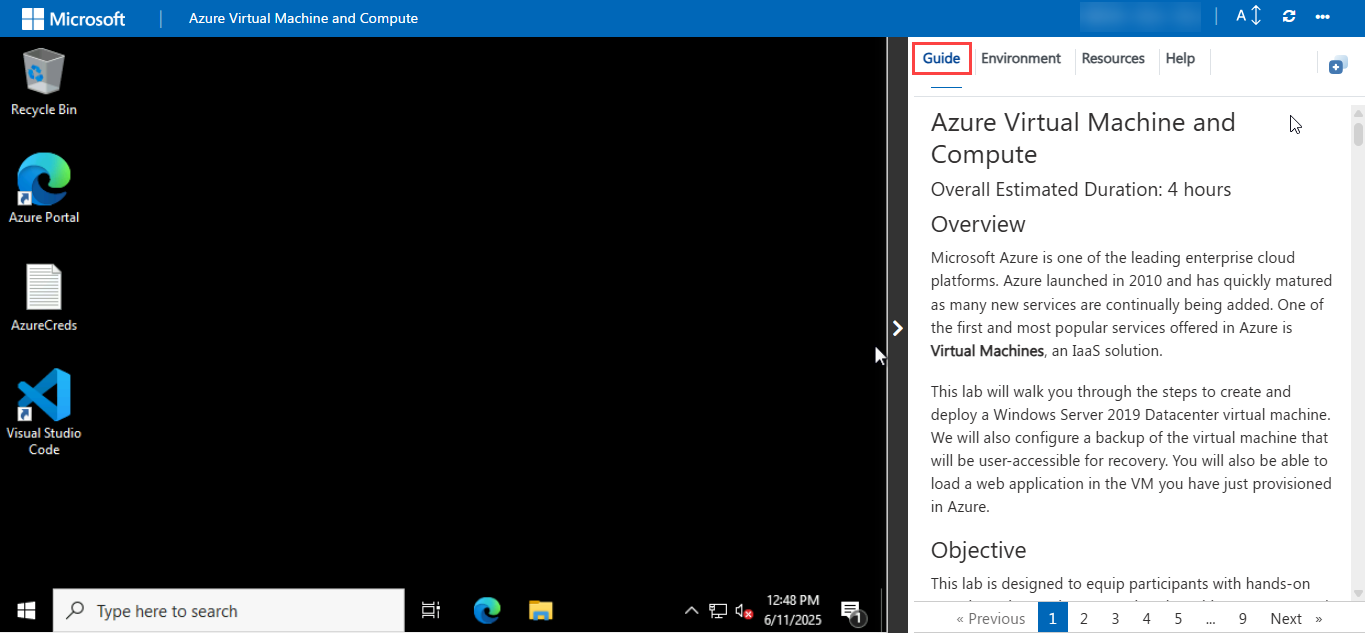 Microsoft
Azure Virtual Machine and Compute
A
Recycle Bin
Azure Portal
AzureCreds
Visual Studio
Code
Type here to search
12:48 PM
6/11/2025
1
Guide
Environment
Resources
Help
Azure Virtual Machine and
Compute
Overall Estimated Duration: 4 hours
Overview
Microsoft Azure is one of the leading enterprise cloud
platforms. Azure launched in 2010 and has quickly matured
as many new services are continually being added. One of
the first and most popular services offered in Azure is
Virtual Machines, an IaaS solution.
This lab will walk you through the steps to create and
deploy a Windows Server 2019 Datacenter virtual machine.
We will also configure a backup of the virtual machine that
will be user-accessible for recovery. You will also be able to
load a web application in the VM you have just provisioned
in Azure.
Objective
This lab is designed to equip participants with hands-on
« Previous 1 2 3 4 5 ... 9 Next »